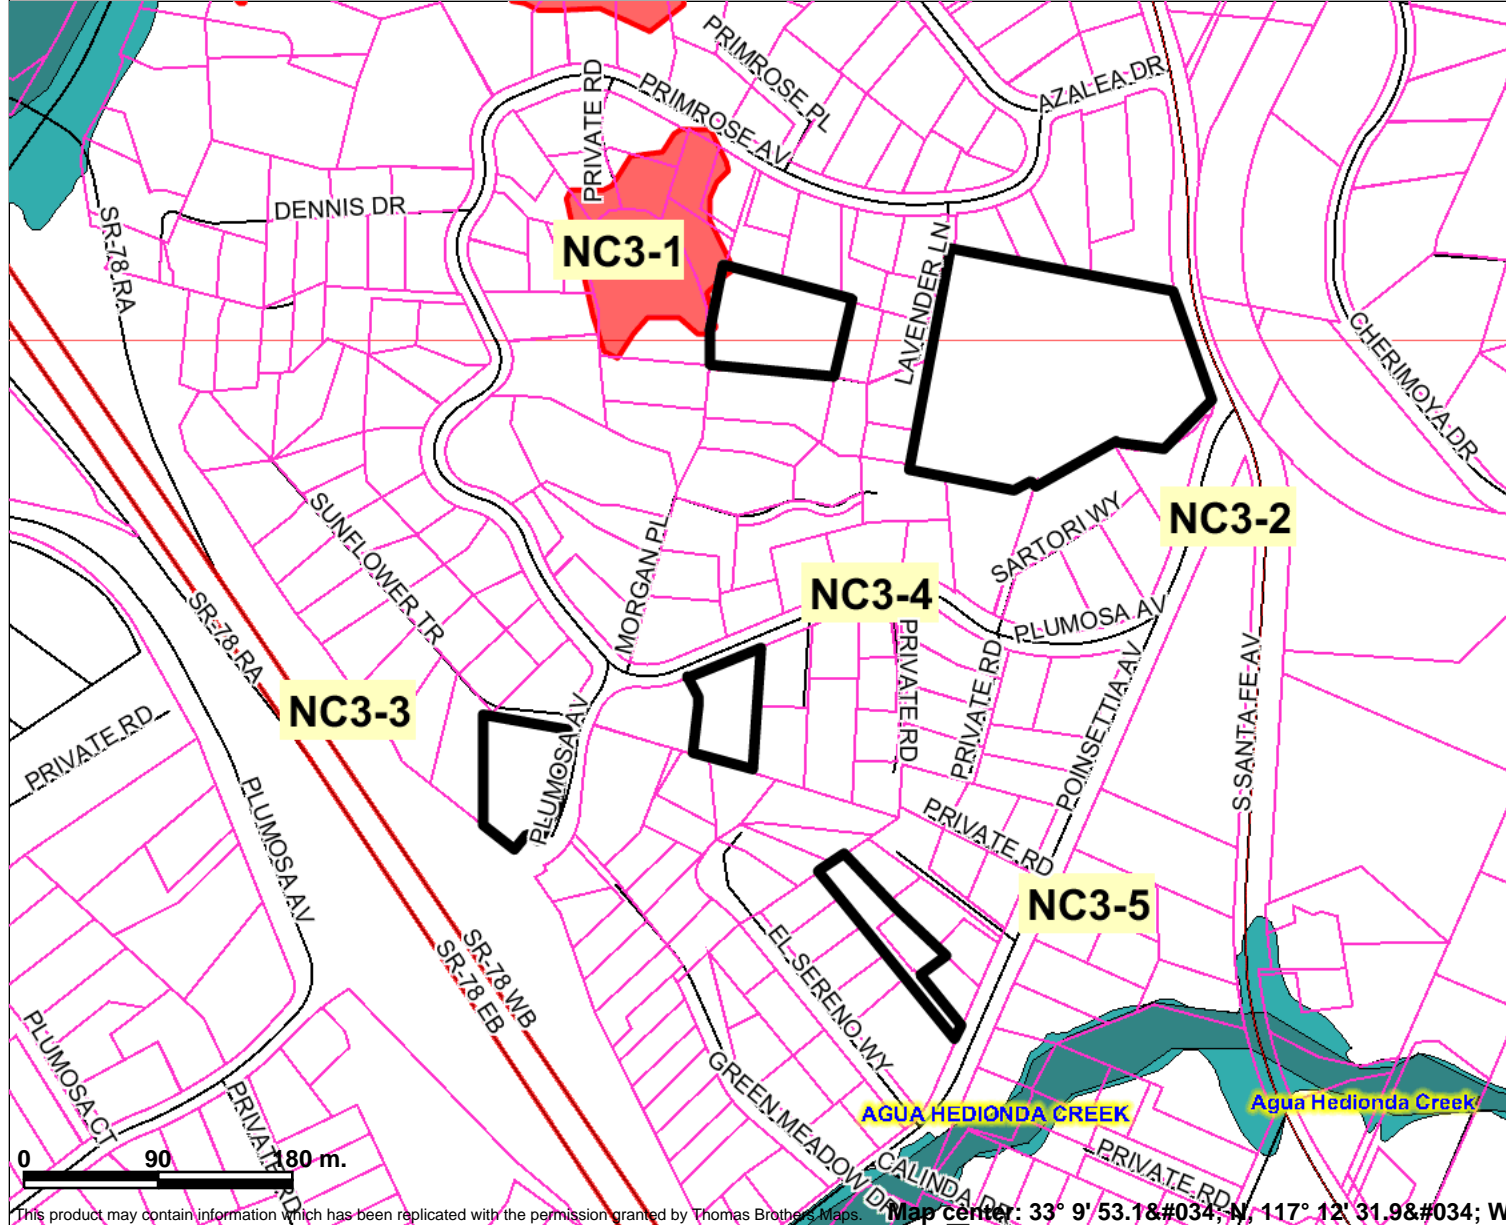 PRIMROSE PL
AZALEA DR
PRIVATE RD
PRIMROSE AV
DENNIS DR
SR-78 RA
NC3-1
LAVENDER LN
CHERIMOYA DR
SUNFLOWER TR
MORGAN PL
SARTORI WY
NC3-2
NC3-4
SR-78 RA
PLUMOSA AV
PRIVATE RD
PRIVATE RD
POINSETTIA AV
S SANTA FE AV
NC3-3
PLUMOSA AV
PRIVATE RD
PLUMOSA AV
PRIVATE RD
NC3-5
EL SERENO WY
SR-78 WB
SR-78 EB
PLUMOSA CT
PRIVATE RD
GREEN MEADOW DR
AGUA HEDIONDA CREEK
Agua Hedionda Creek
CALINDA DR
PRIVATE RD
0 90 180 m.
This product may contain information which has been replicated with the permission granted by Thomas Brothers Maps.
Map center: 33° 9' 53.1&#034; N, 117° 12' 31.9&#034; W